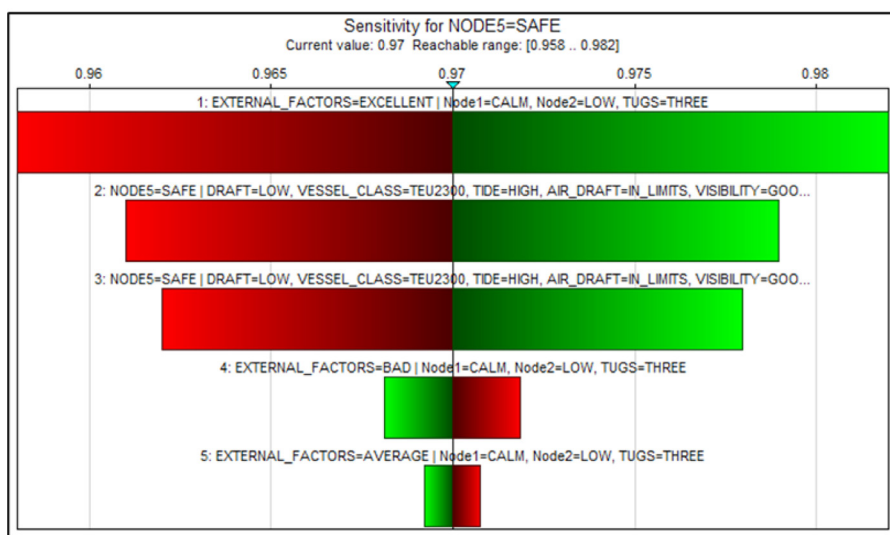 Sensitivity for NODE5=SAFE
Current value: 0.97 Reachable range: [0.958 .. 0.982]
0.96 0.965 0.97 0.975 0.98
1: EXTERNAL_FACTORS=EXCELLENT | Node1=CALM, Node2=LOW, TUGS=THREE
2: NODE5=SAFE | DRAFT=LOW, VESSEL_CLASS=TEU2300, TIDE=HIGH, AIR_DRAFT=IN_LIMITS, VISIBILITY=GOO...
3: NODE5=SAFE | DRAFT=LOW, VESSEL_CLASS=TEU2300, TIDE=HIGH, AIR_DRAFT=IN_LIMITS, VISIBILITY=GOO...
4: EXTERNAL_FACTORS=BAD | Node1=CALM, Node2=LOW, TUGS=THREE
5: EXTERNAL_FACTORS=AVERAGE | Node1=CALM, Node2=LOW, TUGS=THREE